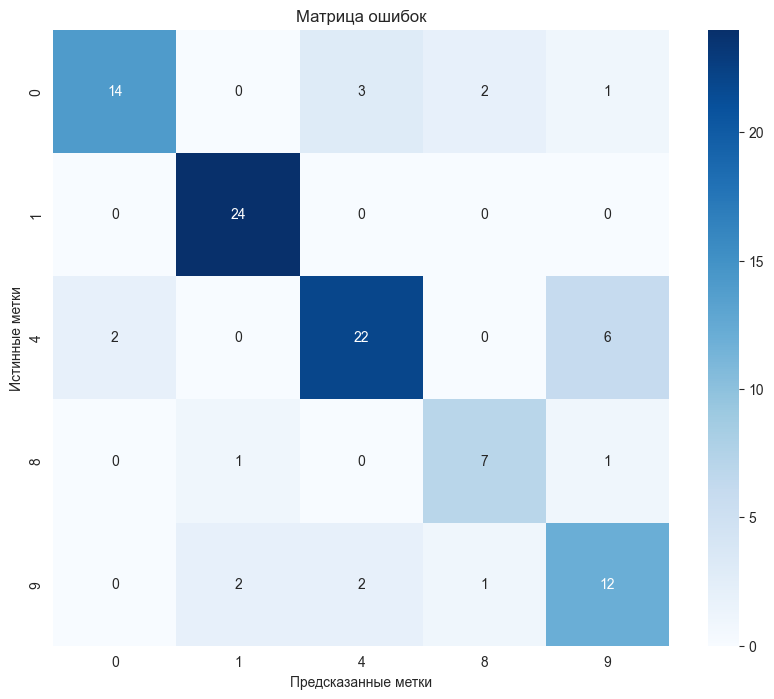 Матрица ошибок
0 14 0 3 2 1
1 0 24 0 0 0
4 2 0 22 0 6
8 0 1 0 7 1
9 0 2 2 1 12
0 1 4 8 9
Истинные метки
Предсказанные метки
20
15
10
5
0